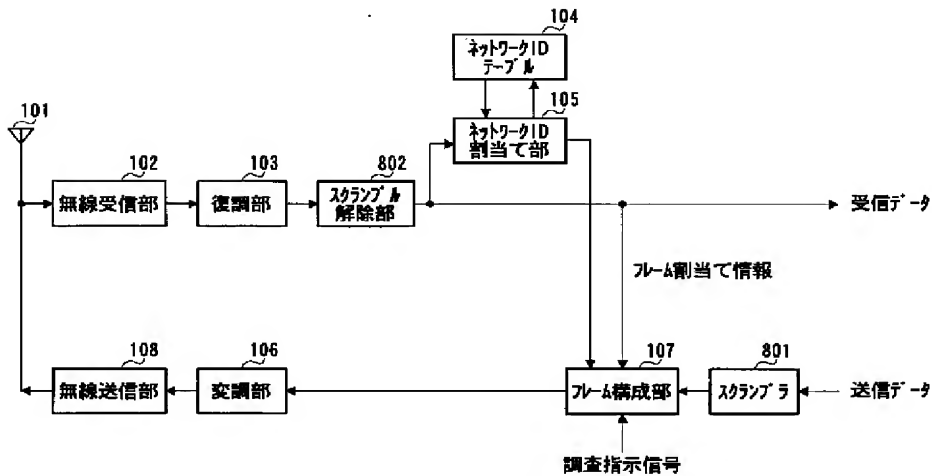 104
ネットワークID
テーブル
101
105
ネットワークID
割当て部
102
103
802
無線受信部
復調部
スクランブル
解除部
受信データ
フレーム割当て情報
108
106
107
801
無線送信部
変調部
フレーム構成部
スクランブラ
送信データ
調査指示信号